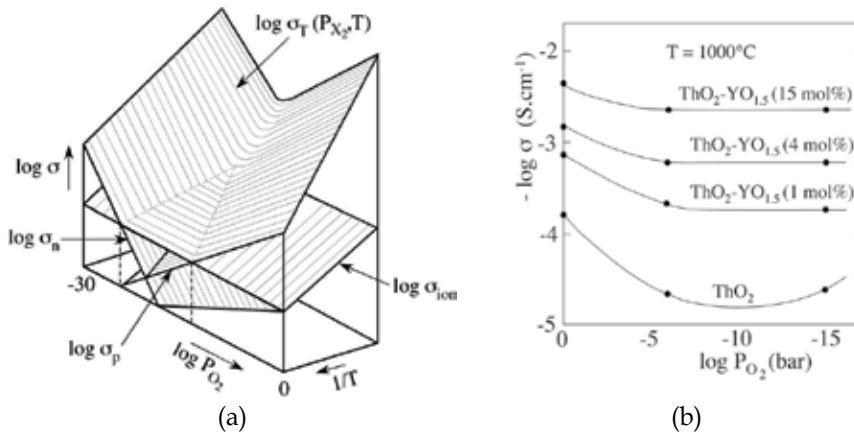 log σ_T (P_X₂,T)
log σ
log σ_n
-30
log σ_p
log P_O₂
0
1/T
log σ_ion
(a)
- log σ (S.cm⁻¹)
-2
-3
-4
-5
T = 1000°C
ThO₂-YO₁.₅ (15 mol%)
ThO₂-YO₁.₅ (4 mol%)
ThO₂-YO₁.₅ (1 mol%)
ThO₂
0 -5 -10 -15
log P_O₂ (bar)
(b)